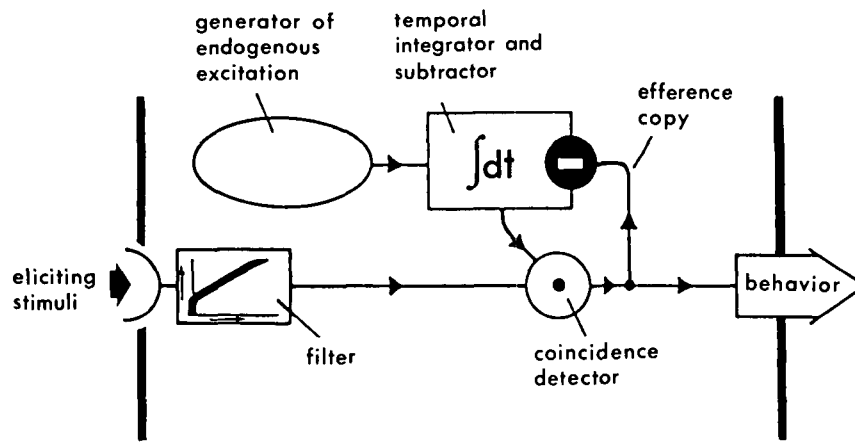 generator of
endogenous
excitation
temporal
integrator and
subtractor
efference
copy
∫dt
eliciting
stimuli
behavior
filter
coincidence
detector